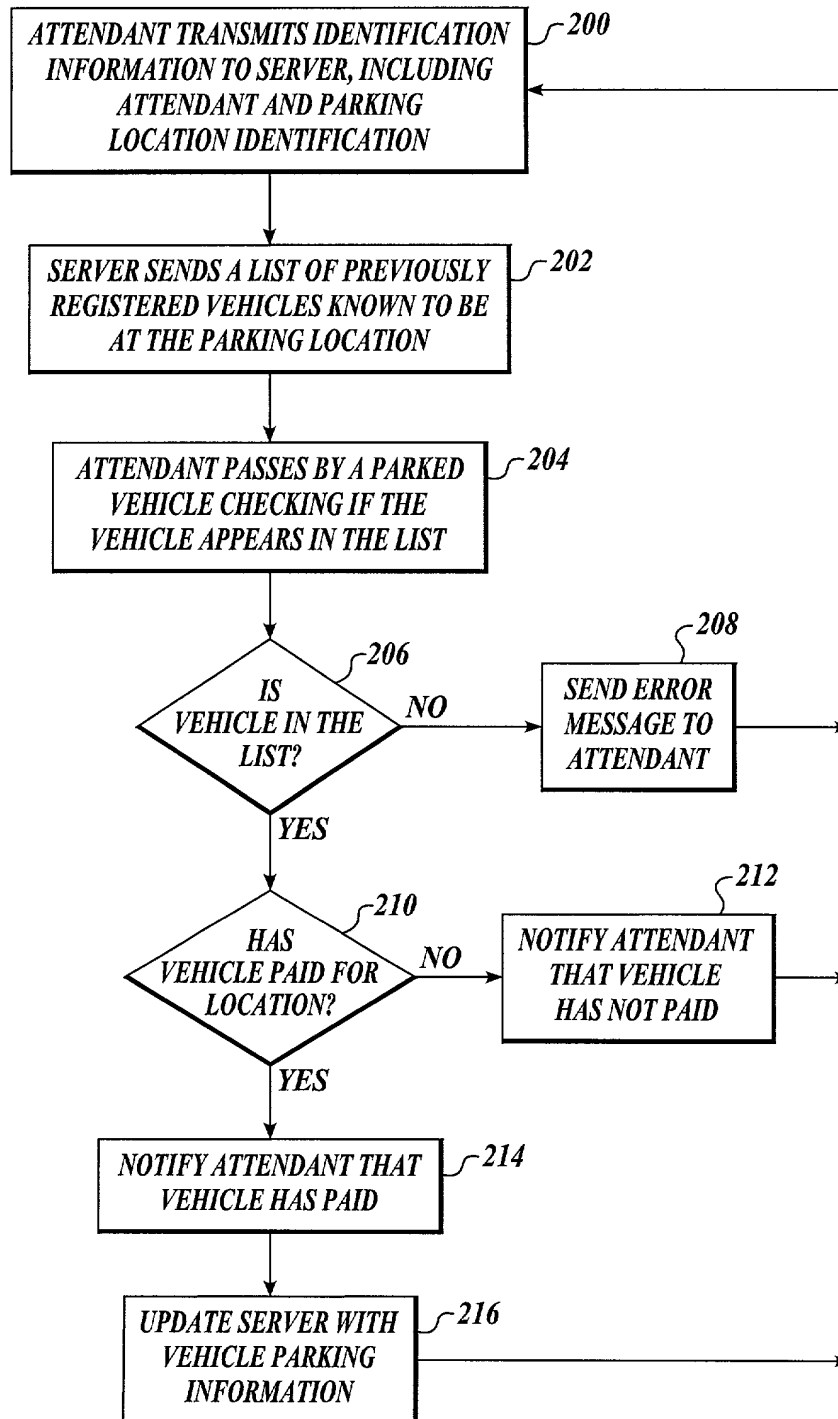 ATTENDANT TRANSMITS IDENTIFICATION
INFORMATION TO SERVER, INCLUDING
ATTENDANT AND PARKING
LOCATION IDENTIFICATION
200
SERVER SENDS A LIST OF PREVIOUSLY
REGISTERED VEHICLES KNOWN TO BE
AT THE PARKING LOCATION
202
ATTENDANT PASSES BY A PARKED
VEHICLE CHECKING IF THE
VEHICLE APPEARS IN THE LIST
204
IS
VEHICLE IN THE
LIST?
206
NO
SEND ERROR
MESSAGE TO
ATTENDANT
208
YES
HAS
VEHICLE PAID FOR
LOCATION?
210
NO
NOTIFY ATTENDANT
THAT VEHICLE
HAS NOT PAID
212
YES
NOTIFY ATTENDANT THAT
VEHICLE HAS PAID
214
UPDATE SERVER WITH
VEHICLE PARKING
INFORMATION
216